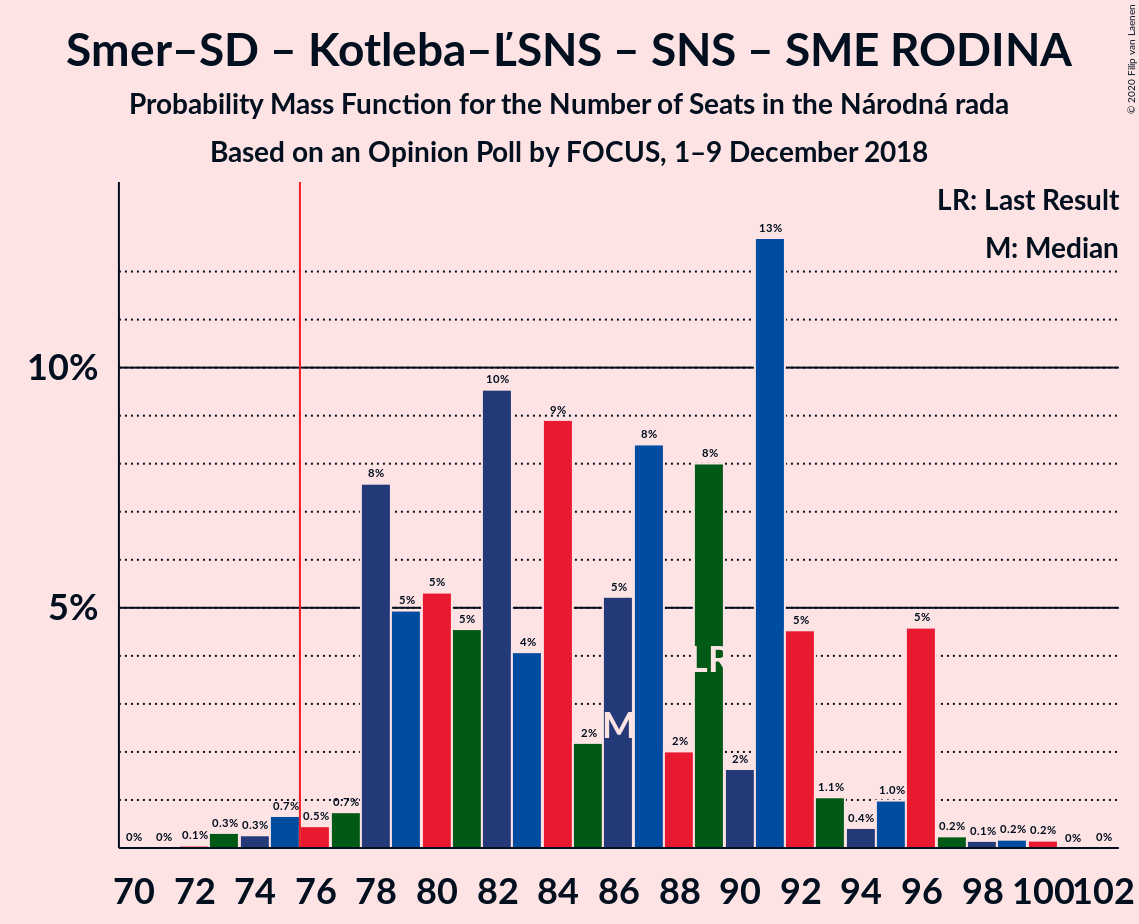 Smer–SD – Kotleba–ĽSNS – SNS – SME RODINA
Probability Mass Function for the Number of Seats in the Národná rada
Based on an Opinion Poll by FOCUS, 1–9 December 2018
© 2020 Filip van Laenen
LR: Last Result
M: Median
10%
5%
0% 0% 0.1% 0.3% 0.3% 0.7% 0.5% 0.7% 8% 5% 5% 5% 10% 4% 9% 2% 5% 8% 2% 8% 2% 13% 5% 1.1% 0.4% 1.0% 5% 0.2% 0.1% 0.2% 0.2% 0% 0%
LR
M
70 72 74 76 78 80 82 84 86 88 90 92 94 96 98 100 102